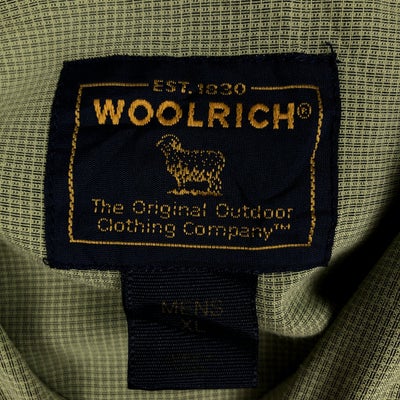 EST. 1830
WOOLRICH®
The Original Outdoor
Clothing Company™
MENS
XL